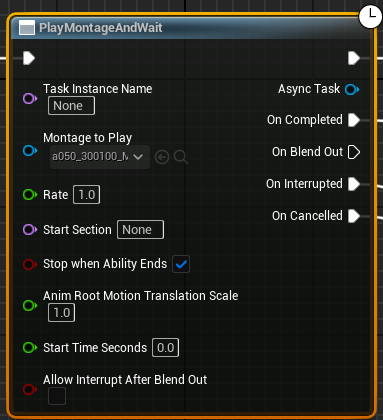 PlayMontageAndWait
Task Instance Name
None
Async Task
On Completed
Montage to Play
a050_300100_M
On Blend Out
Rate 1.0
On Interrupted
Start Section None
On Cancelled
Stop when Ability Ends
Anim Root Motion Translation Scale
1.0
Start Time Seconds 0.0
Allow Interrupt After Blend Out